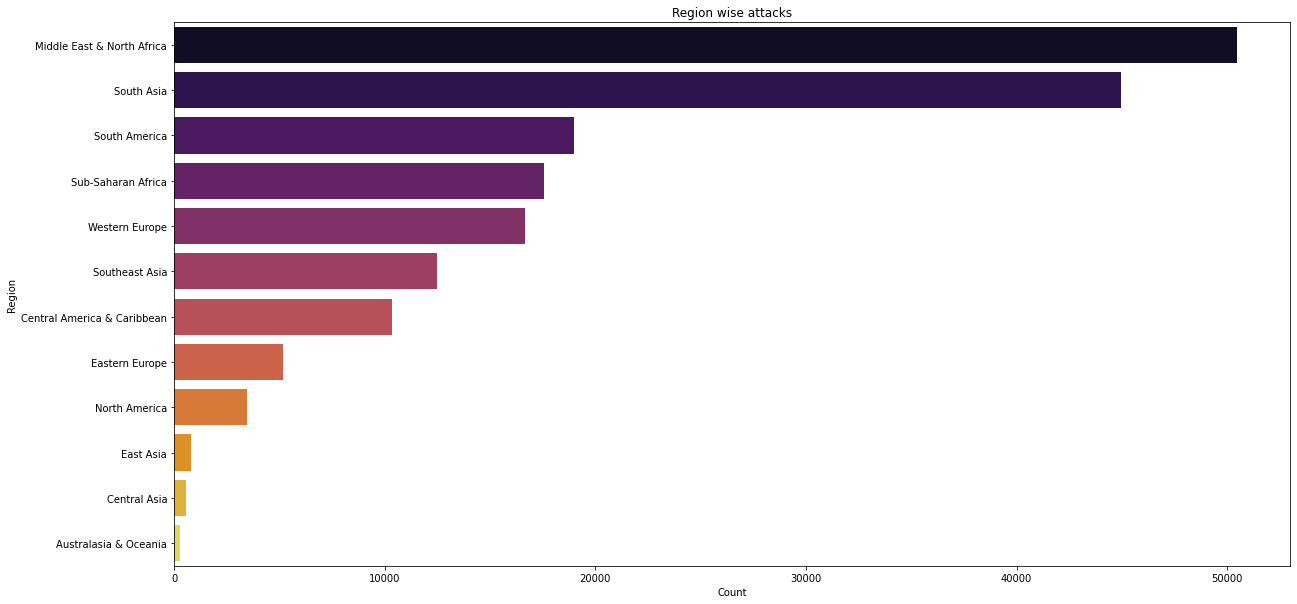 Region wise attacks
Middle East & North Africa
South Asia
South America
Sub-Saharan Africa
Western Europe
Southeast Asia
Central America & Caribbean
Eastern Europe
North America
East Asia
Central Asia
Australasia & Oceania
Region
0 10000 20000 30000 40000 50000
Count